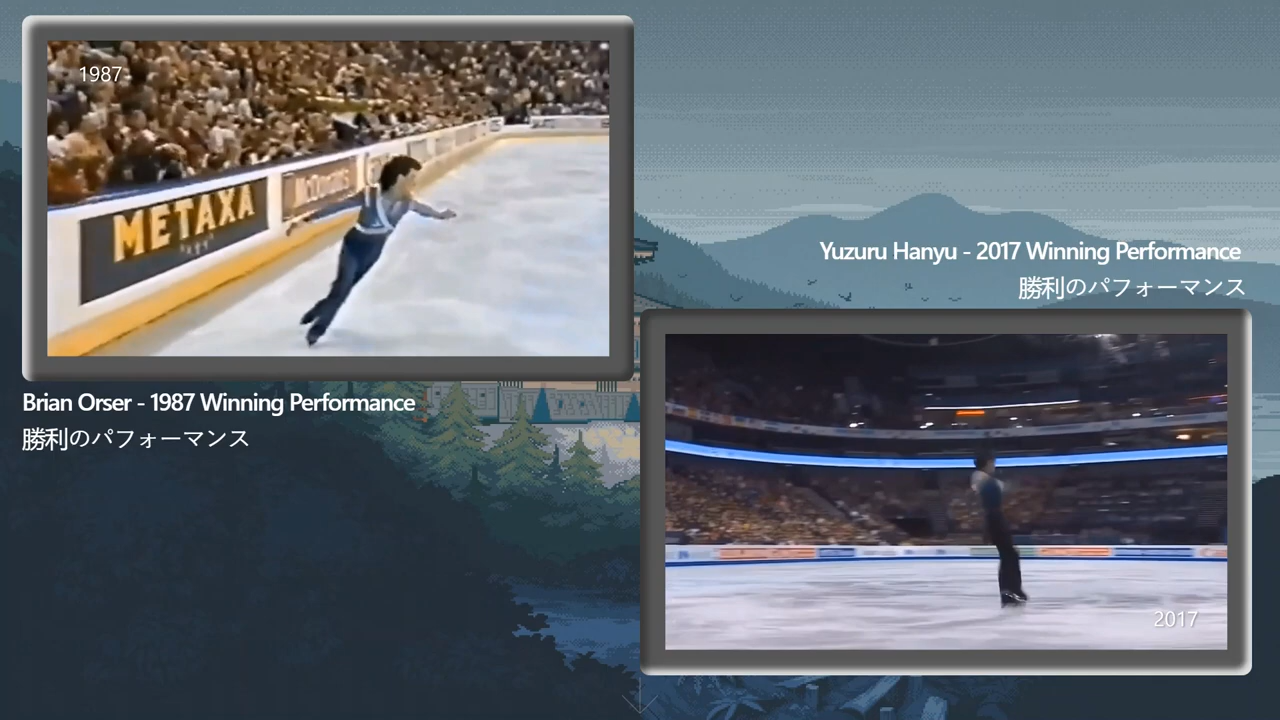 1987
METAXA
McDonald's
Brian Orser - 1987 Winning Performance
勝利のパフォーマンス
Yuzuru Hanyu - 2017 Winning Performance
勝利のパフォーマンス
2017